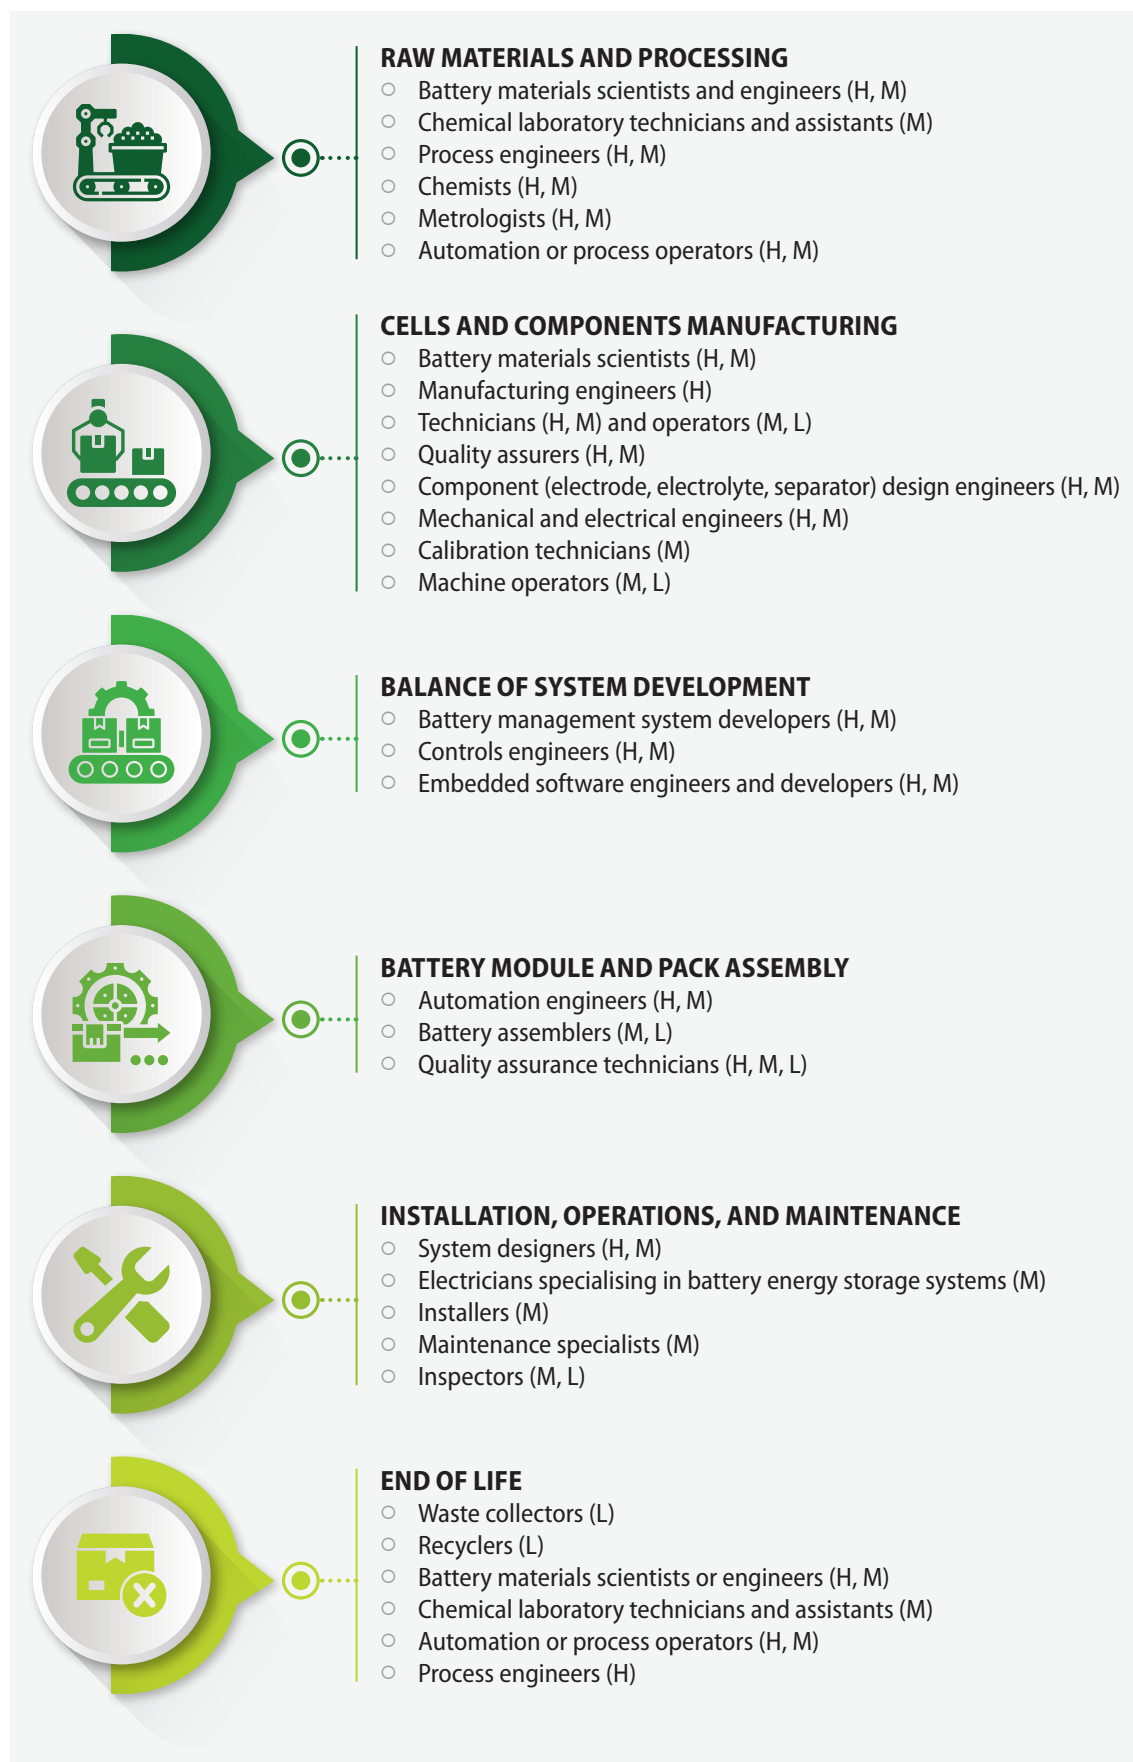 RAW MATERIALS AND PROCESSING
○ Battery materials scientists and engineers (H, M)
○ Chemical laboratory technicians and assistants (M)
○ Process engineers (H, M)
○ Chemists (H, M)
○ Metrologists (H, M)
○ Automation or process operators (H, M)
CELLS AND COMPONENTS MANUFACTURING
○ Battery materials scientists (H, M)
○ Manufacturing engineers (H)
○ Technicians (H, M) and operators (M, L)
○ Quality assurers (H, M)
○ Component (electrode, electrolyte, separator) design engineers (H, M)
○ Mechanical and electrical engineers (H, M)
○ Calibration technicians (M)
○ Machine operators (M, L)
BALANCE OF SYSTEM DEVELOPMENT
○ Battery management system developers (H, M)
○ Controls engineers (H, M)
○ Embedded software engineers and developers (H, M)
BATTERY MODULE AND PACK ASSEMBLY
○ Automation engineers (H, M)
○ Battery assemblers (M, L)
○ Quality assurance technicians (H, M, L)
INSTALLATION, OPERATIONS, AND MAINTENANCE
○ System designers (H, M)
○ Electricians specialising in battery energy storage systems (M)
○ Installers (M)
○ Maintenance specialists (M)
○ Inspectors (M, L)
END OF LIFE
○ Waste collectors (L)
○ Recyclers (L)
○ Battery materials scientists or engineers (H, M)
○ Chemical laboratory technicians and assistants (M)
○ Automation or process operators (H, M)
○ Process engineers (H)